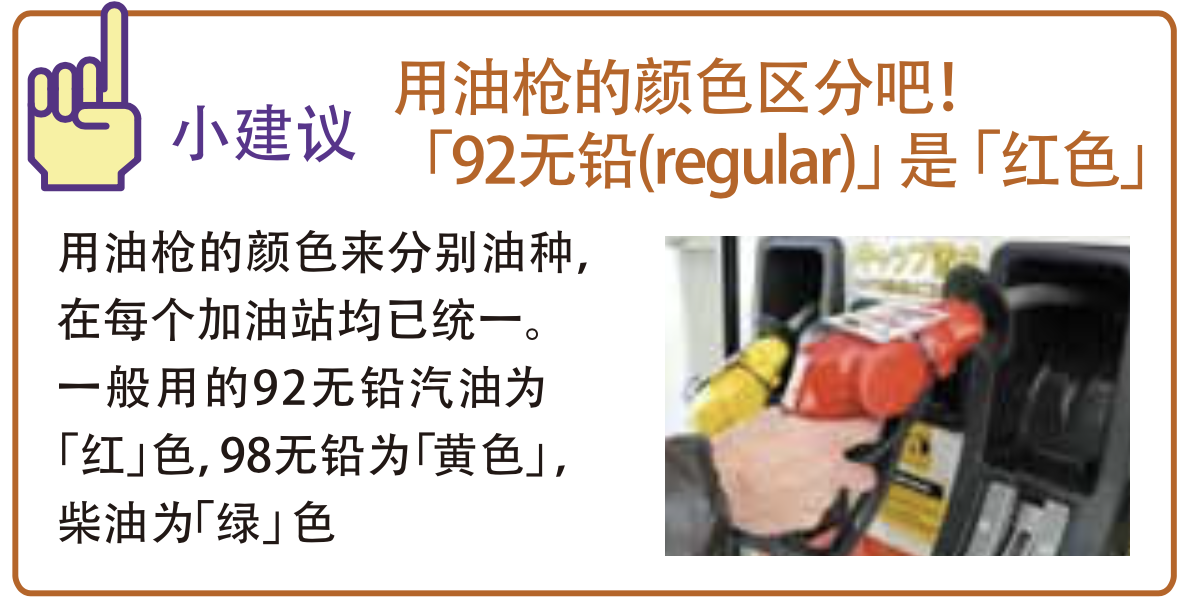 小建议
用油枪的颜色区分吧！
「92无铅(regular)」是「红色」
用油枪的颜色来分别油种,
在每个加油站均已统一。
一般用的92无铅汽油为
「红」色, 98无铅为「黄色」,
柴油为「绿」色